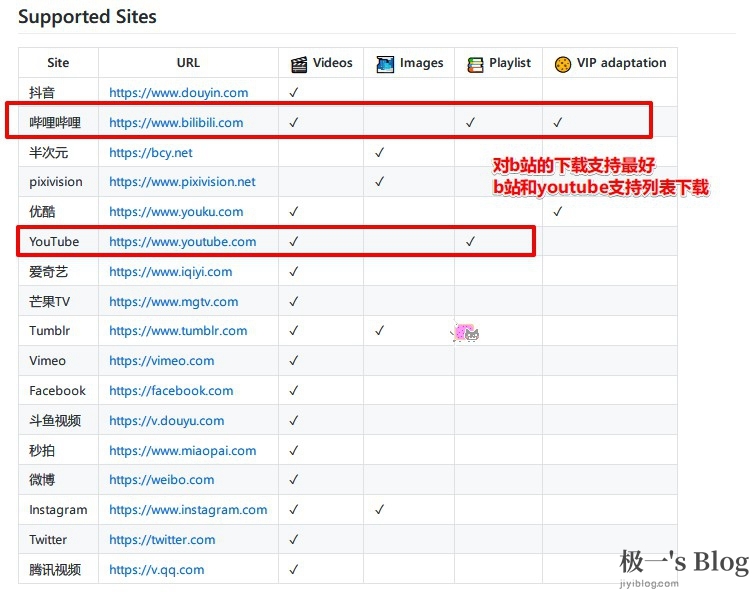 Supported Sites
Site URL Videos Images Playlist VIP adaptation
抖音 https://www.douyin.com ✓
哔哩哔哩 https://www.bilibili.com ✓ ✓ ✓
半次元 https://bcy.net ✓
对b站的下载支持最好
pixivision https://www.pixivision.net ✓
b站和youtube支持列表下载
优酷 https://www.youku.com ✓ ✓
YouTube https://www.youtube.com ✓ ✓
爱奇艺 https://www.iqiyi.com ✓
芒果TV https://www.mgtv.com ✓
Tumblr https://www.tumblr.com ✓ ✓
Vimeo https://vimeo.com ✓
Facebook https://facebook.com ✓
斗鱼视频 https://v.douyu.com ✓
秒拍 https://www.miaopai.com ✓
微博 https://weibo.com ✓
Instagram https://www.instagram.com ✓ ✓
Twitter https://twitter.com ✓
腾讯视频 https://v.qq.com ✓
极一's Blog
jiyiblog.com